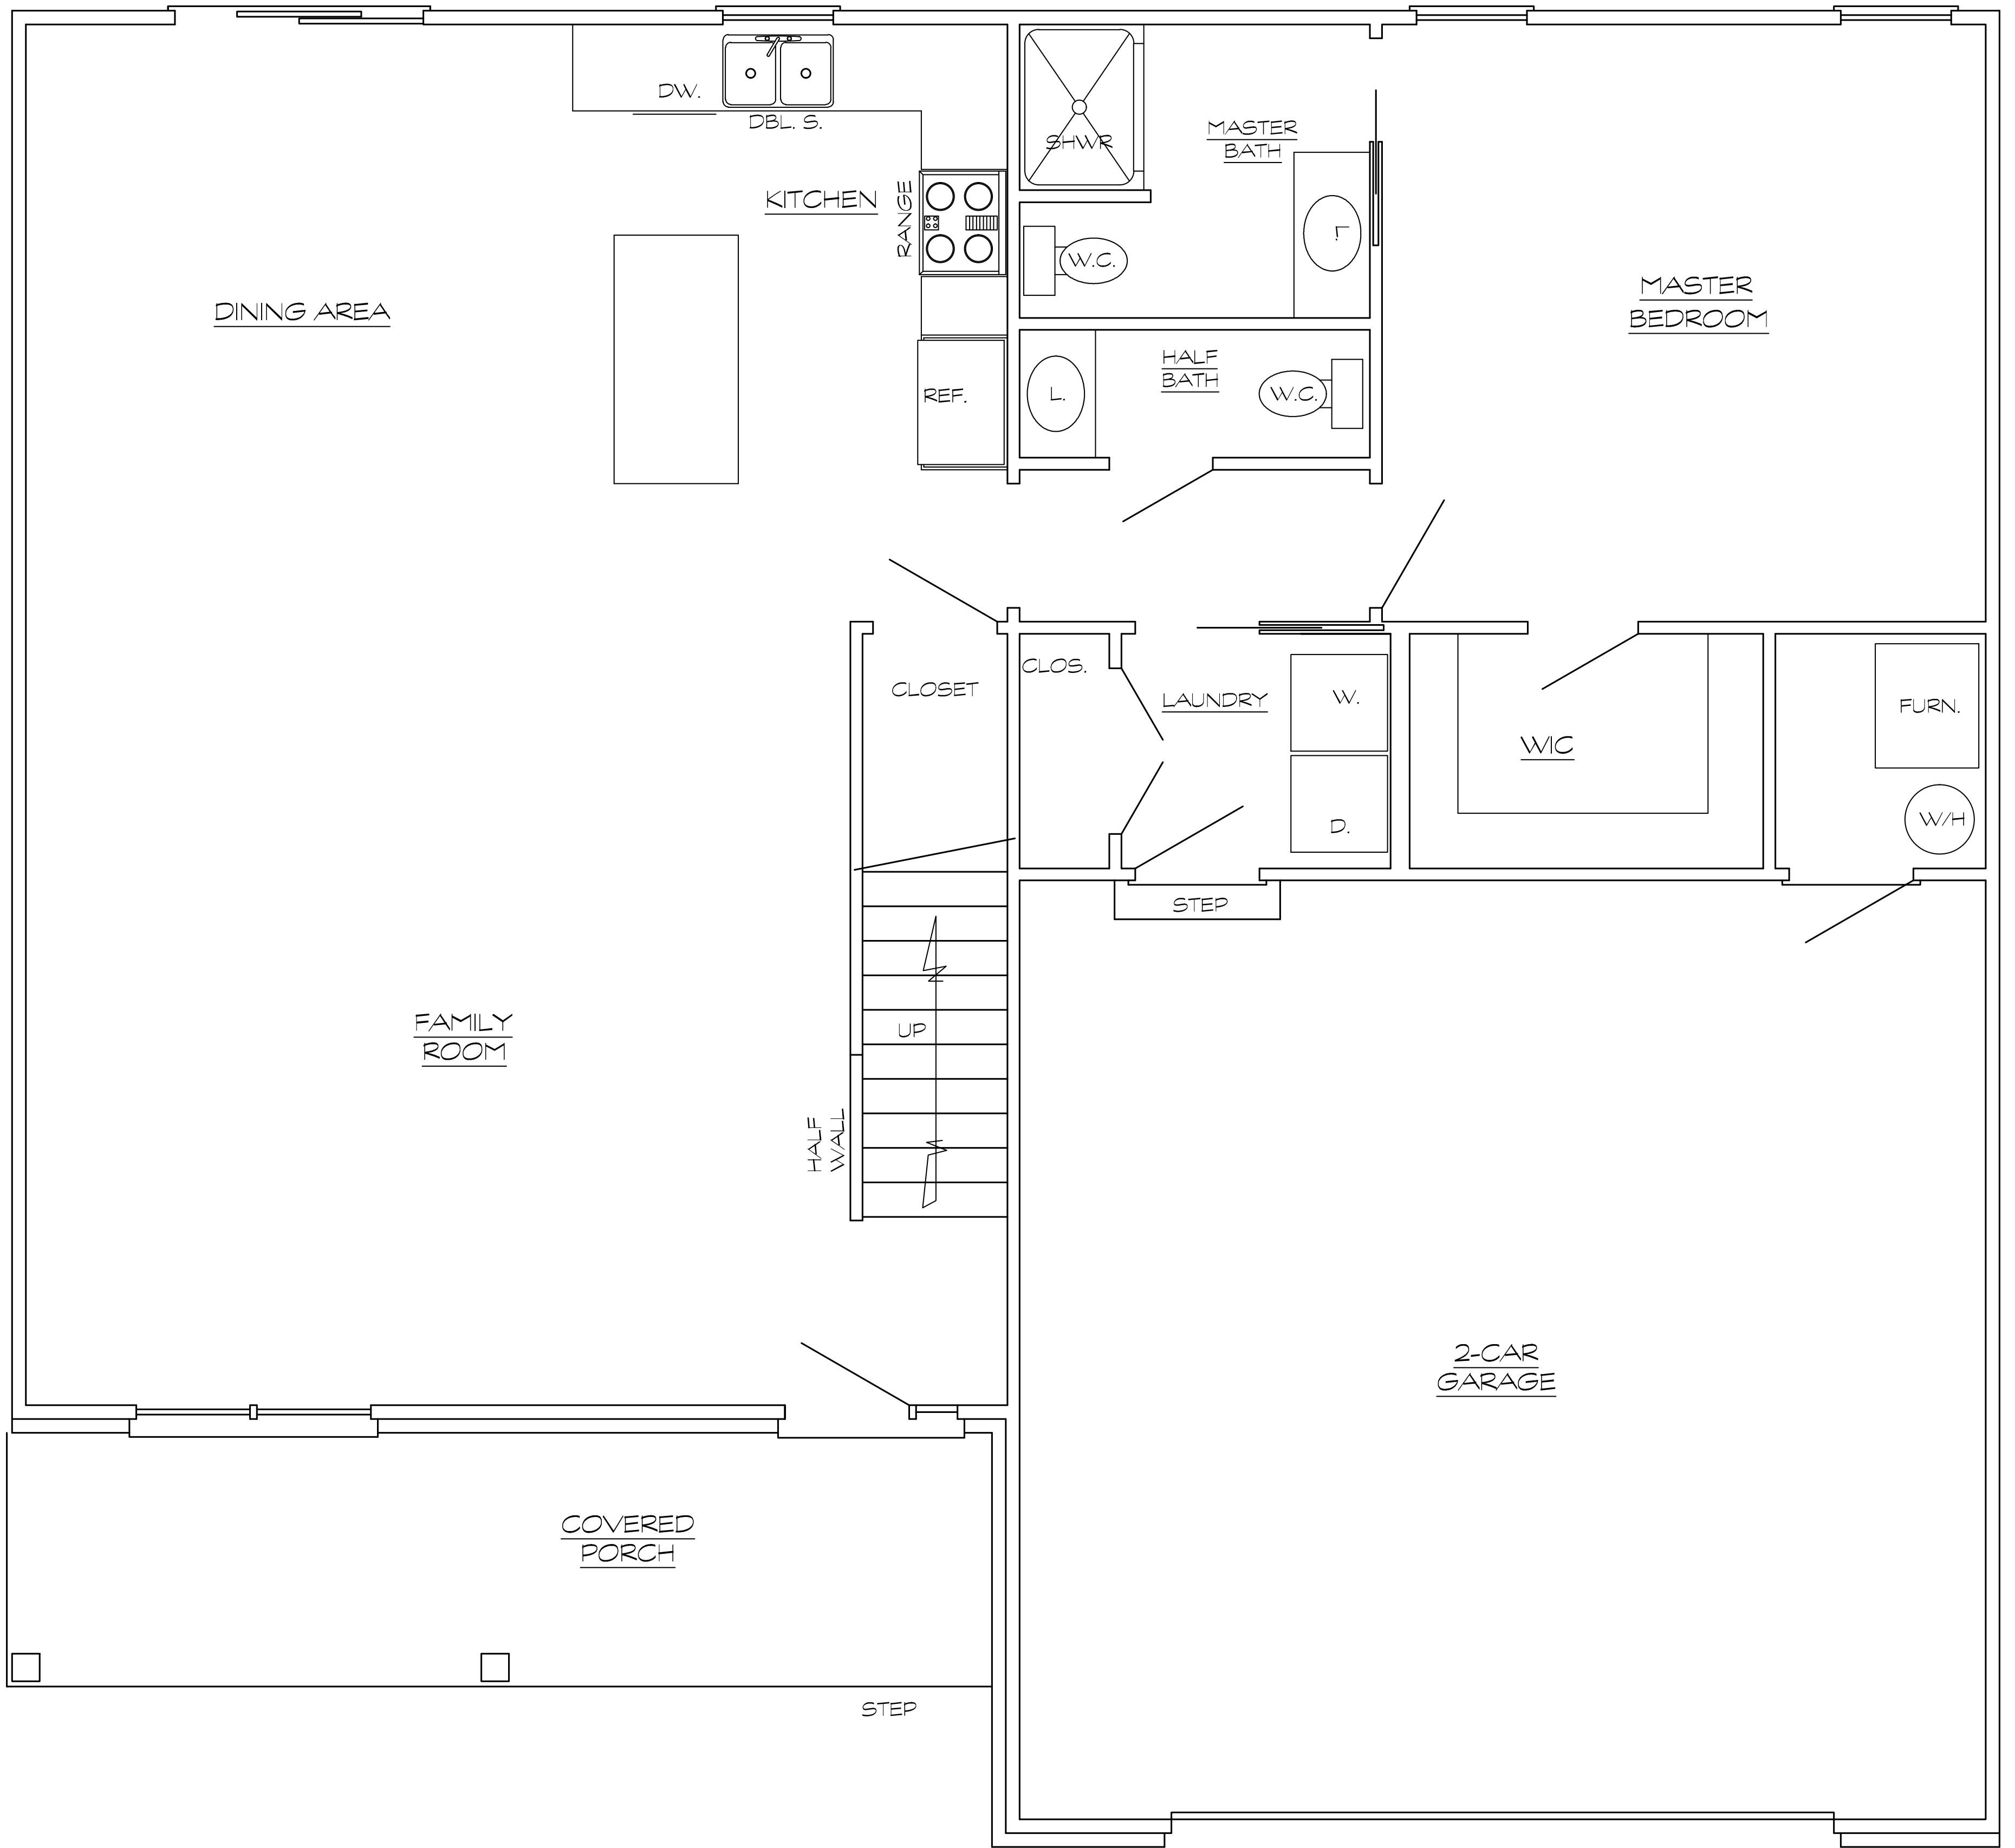 DW.
DBL. S.
SHWR
MASTER
BATH
KITCHEN
RANGE
L.
W.C.
MASTER
BEDROOM
DINING AREA
HALF
BATH
REF.
L.
W.C.
CLOSET
CLOS.
LAUNDRY
W.
WIC
FURN.
D.
W/H
STEP
FAMILY
ROOM
UP
HALF
WALL
2-CAR
GARAGE
COVERED
PORCH
STEP